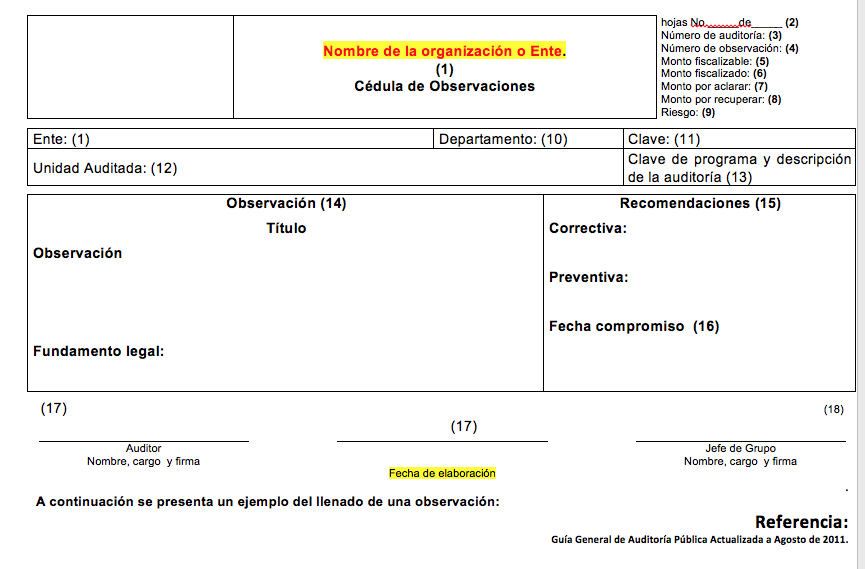 Nombre de la organización o Ente.
(1)
Cédula de Observaciones
hojas No.______de_____ (2)
Número de auditoría: (3)
Número de observación: (4)
Monto fiscalizable: (5)
Monto fiscalizado: (6)
Monto por aclarar: (7)
Monto por recuperar: (8)
Riesgo: (9)
Ente: (1)
Departamento: (10)
Clave: (11)
Unidad Auditada: (12)
Clave de programa y descripción
de la auditoría (13)
Observación (14)
Título
Observación
Fundamento legal:
Recomendaciones (15)
Correctiva:
Preventiva:
Fecha compromiso (16)
(17)
Auditor
Nombre, cargo y firma
(17)
Fecha de elaboración
(18)
Jefe de Grupo
Nombre, cargo y firma
.
A continuación se presenta un ejemplo del llenado de una observación:
Referencia:
Guía General de Auditoría Pública Actualizada a Agosto de 2011.